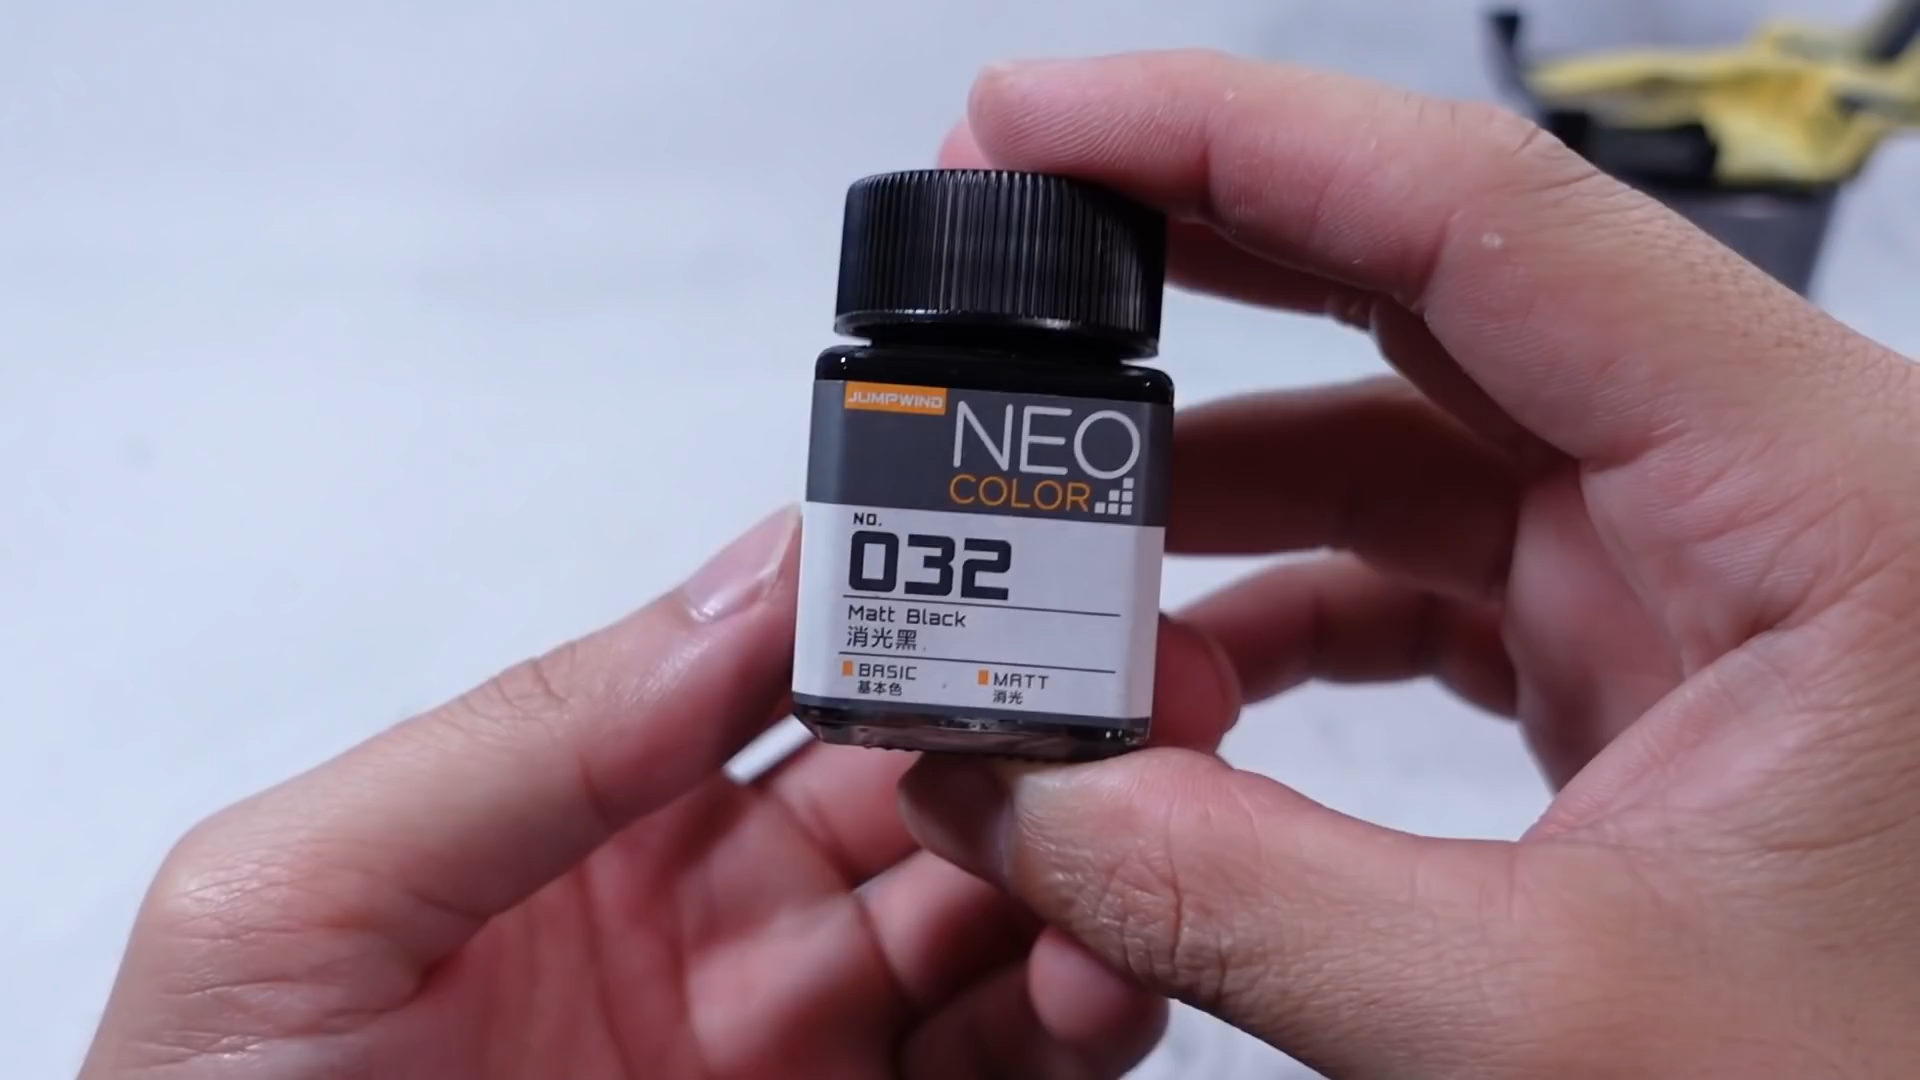 JUMPWIND
NEO
COLOR
NO.
032
Matt Black
消光黑
BASIC
基本色
MATT
消光